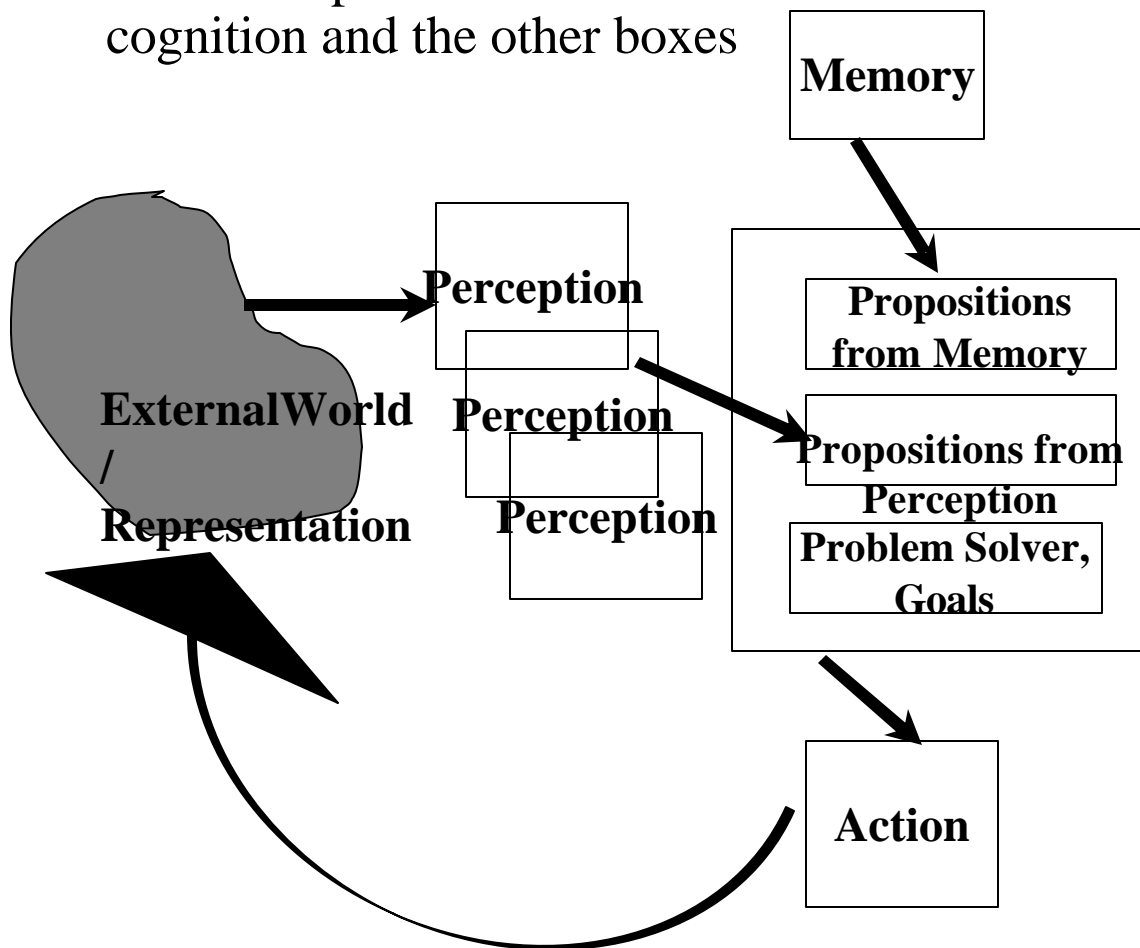 cognition and the other boxes
Memory
Perception
Propositions
from Memory
ExternalWorld
/
Representation
Perception
Propositions from
Perception
Perception
Problem Solver,
Goals
Action